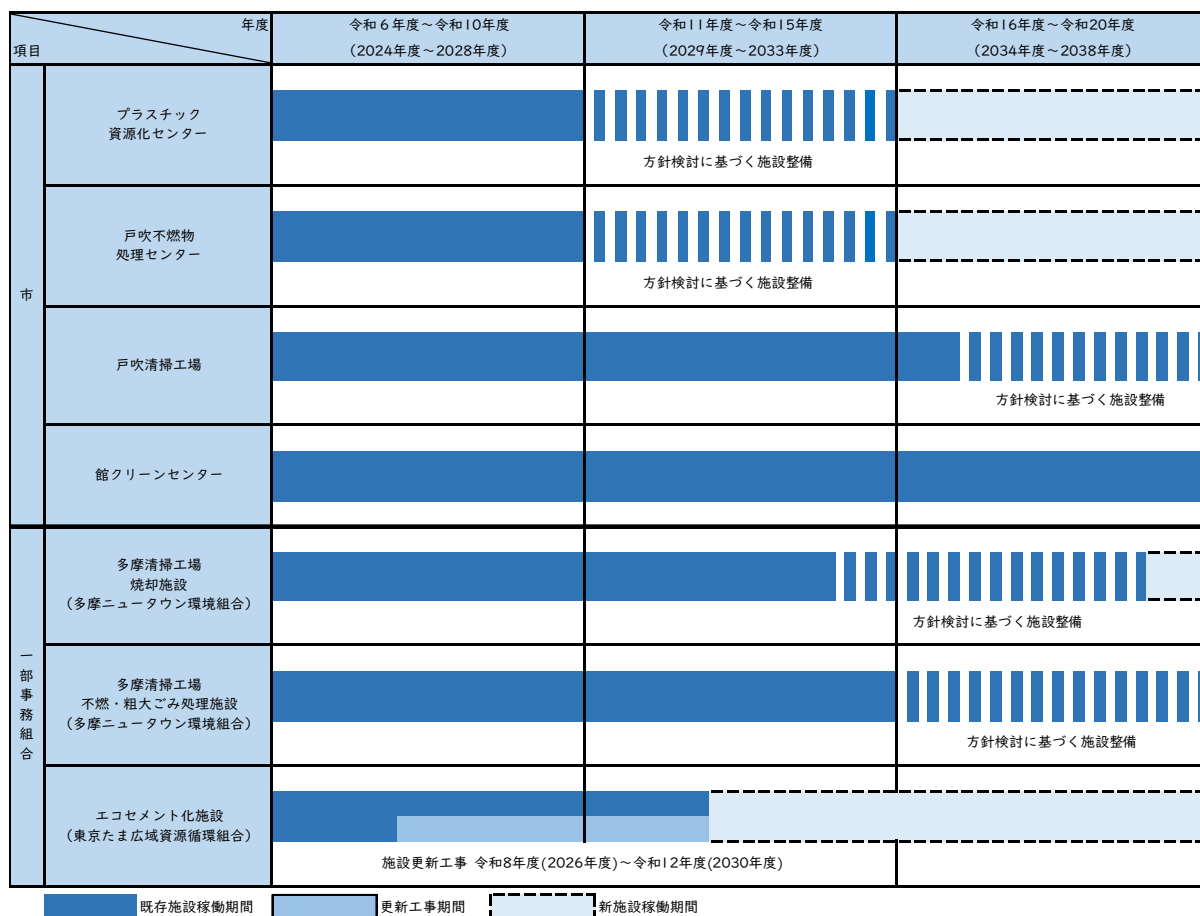 年度
項目
令和6年度～令和10年度
（2024年度～2028年度）
令和11年度～令和15年度
（2029年度～2033年度）
令和16年度～令和20年度
（2034年度～2038年度）
市
プラスチック
資源化センター
方針検討に基づく施設整備
戸吹不燃物
処理センター
方針検討に基づく施設整備
戸吹清掃工場
方針検討に基づく施設整備
館クリーンセンター
一部事務組合
多摩清掃工場
焼却施設
(多摩ニュータウン環境組合)
方針検討に基づく施設整備
多摩清掃工場
不燃・粗大ごみ処理施設
(多摩ニュータウン環境組合)
方針検討に基づく施設整備
エコセメント化施設
(東京たま広域資源循環組合)
施設更新工事 令和8年度(2026年度)～令和12年度(2030年度)
既存施設稼働期間
更新工事期間
新施設稼働期間